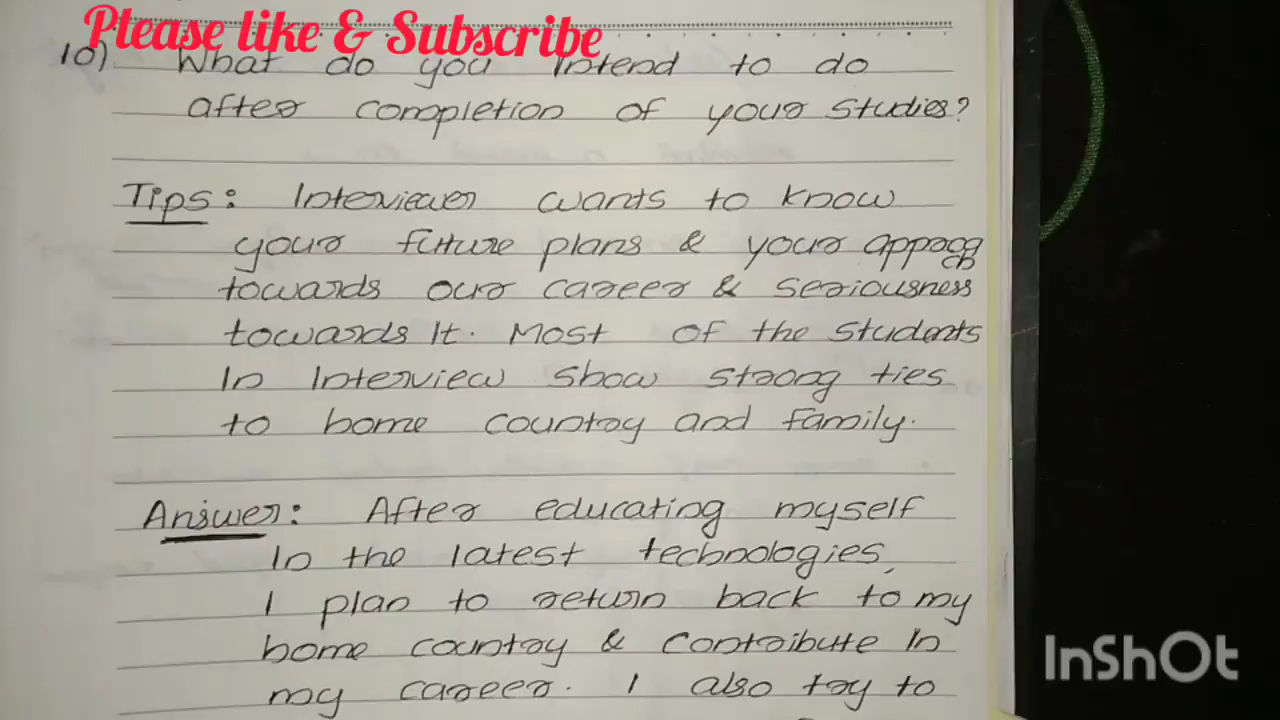 Please like & Subscribe
10) What do you intend to do
after completion of your studies?
Tips: Interviewer wants to know
your future plans & your approach
towards our career & seriousness
towards It. Most of the students
In Interview show strong ties
to home country and family.
Answer: After educating myself
In the latest technologies,
I plan to return back to my
home country & contribute In
my career. I also try to
InShOt